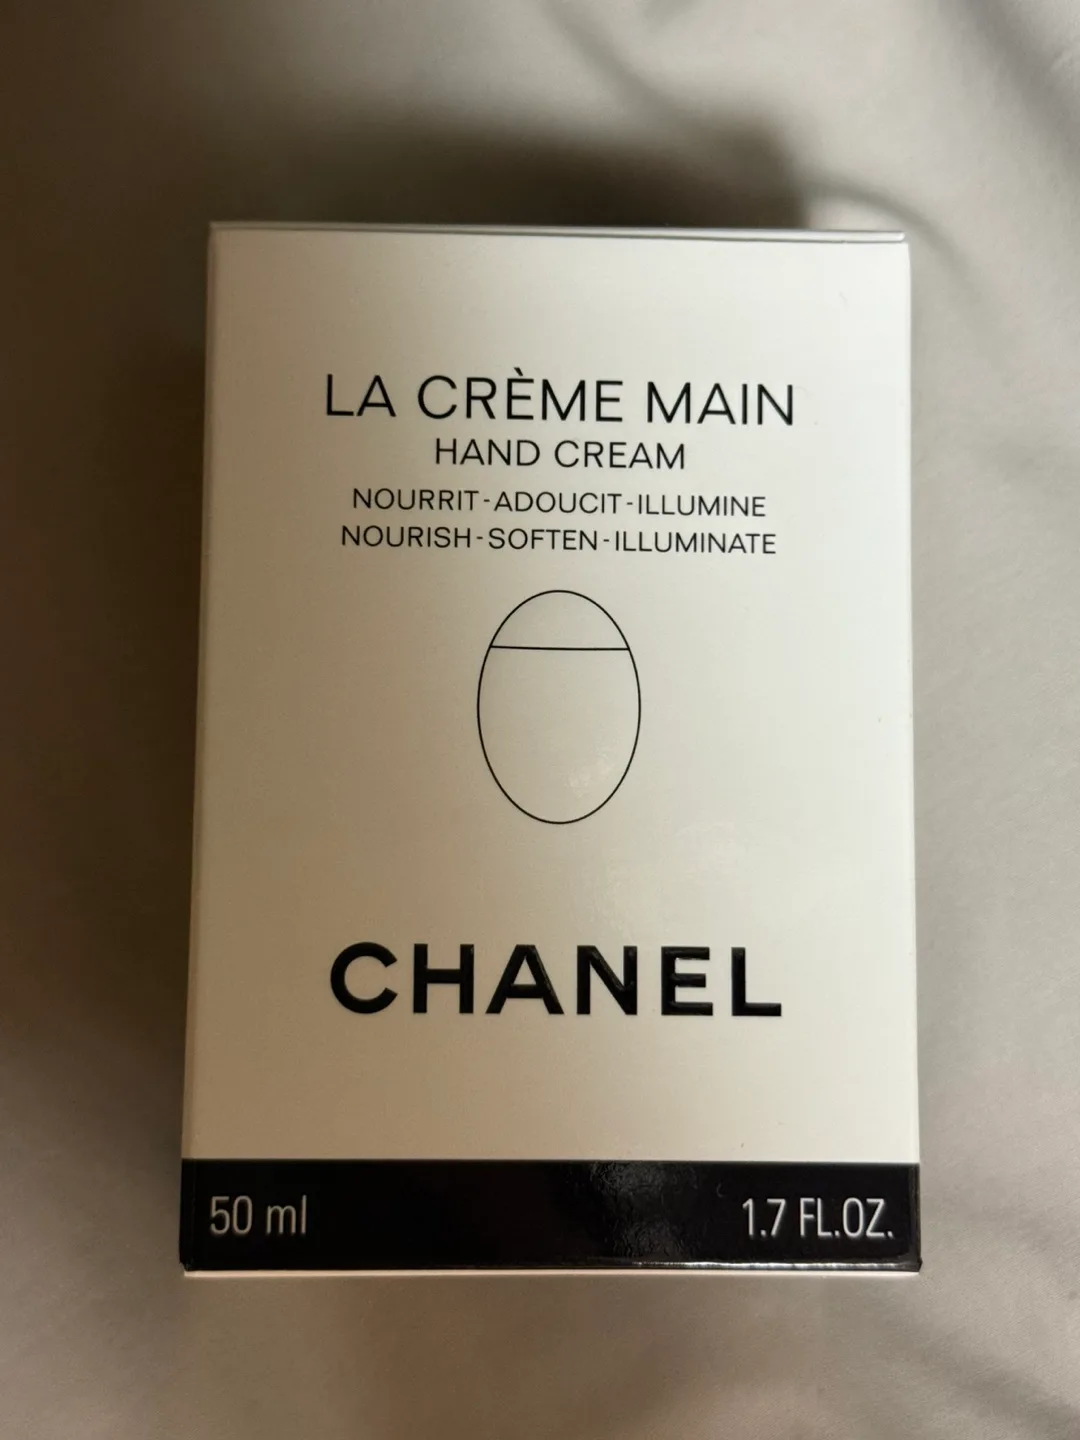 LA CRÈME MAIN
HAND CREAM
NOURRIT-ADOUCIT-ILLUMINE
NOURISH-SOFTEN-ILLUMINATE
CHANEL
50 ml 1.7 FL.OZ.